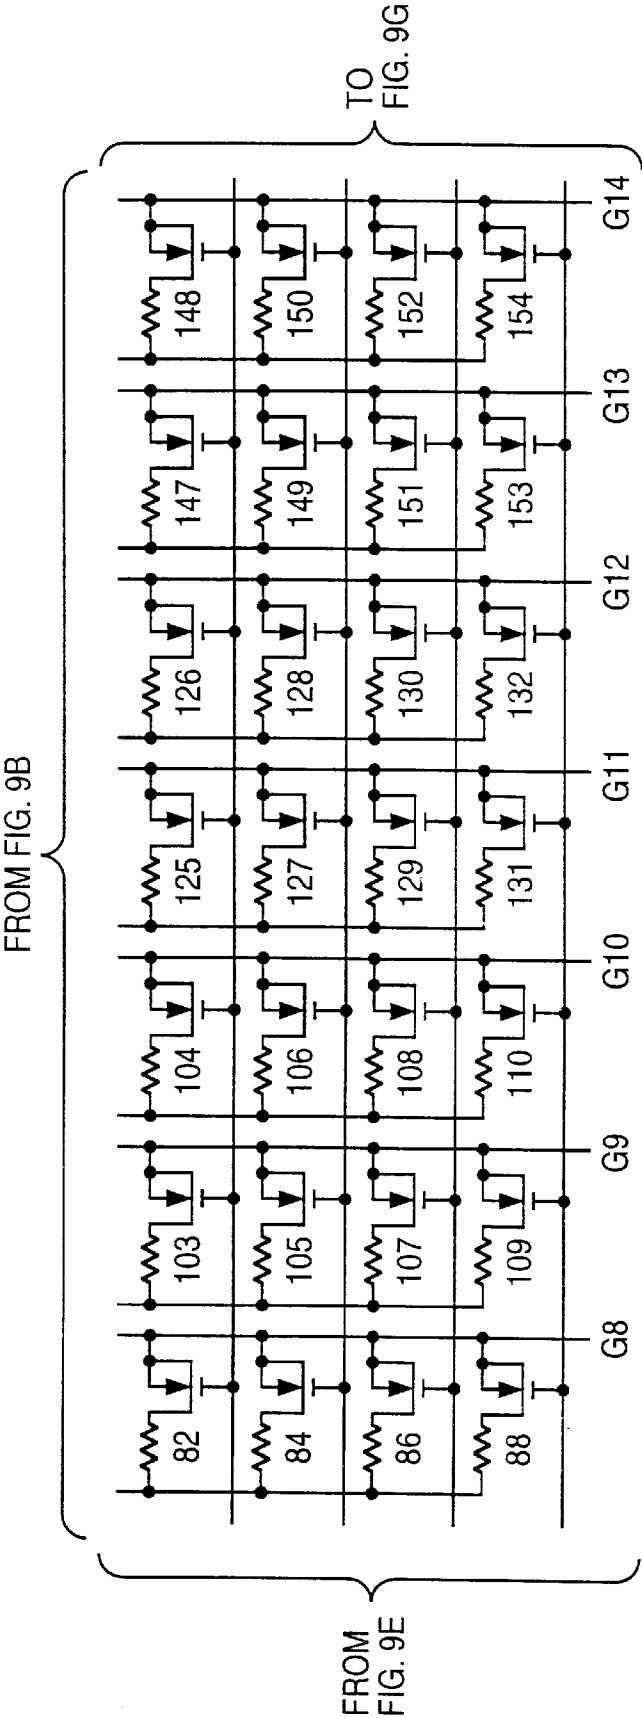 FROM FIG. 9B
FROM
FIG. 9E
TO
FIG. 9G
82 103 104 125 126 147 148
84 105 106 127 128 149 150
86 107 108 129 130 151 152
88 109 110 131 132 153 154
G8 G9 G10 G11 G12 G13 G14